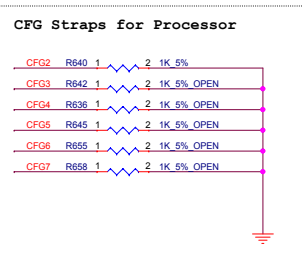 CFG Straps for Processor
CFG2 R640 1 2 1K_5%
CFG3 R642 1 2 1K_5%_OPEN
CFG4 R636 1 2 1K_5%_OPEN
CFG5 R645 1 2 1K_5%_OPEN
CFG6 R655 1 2 1K_5%_OPEN
CFG7 R658 1 2 1K_5%_OPEN